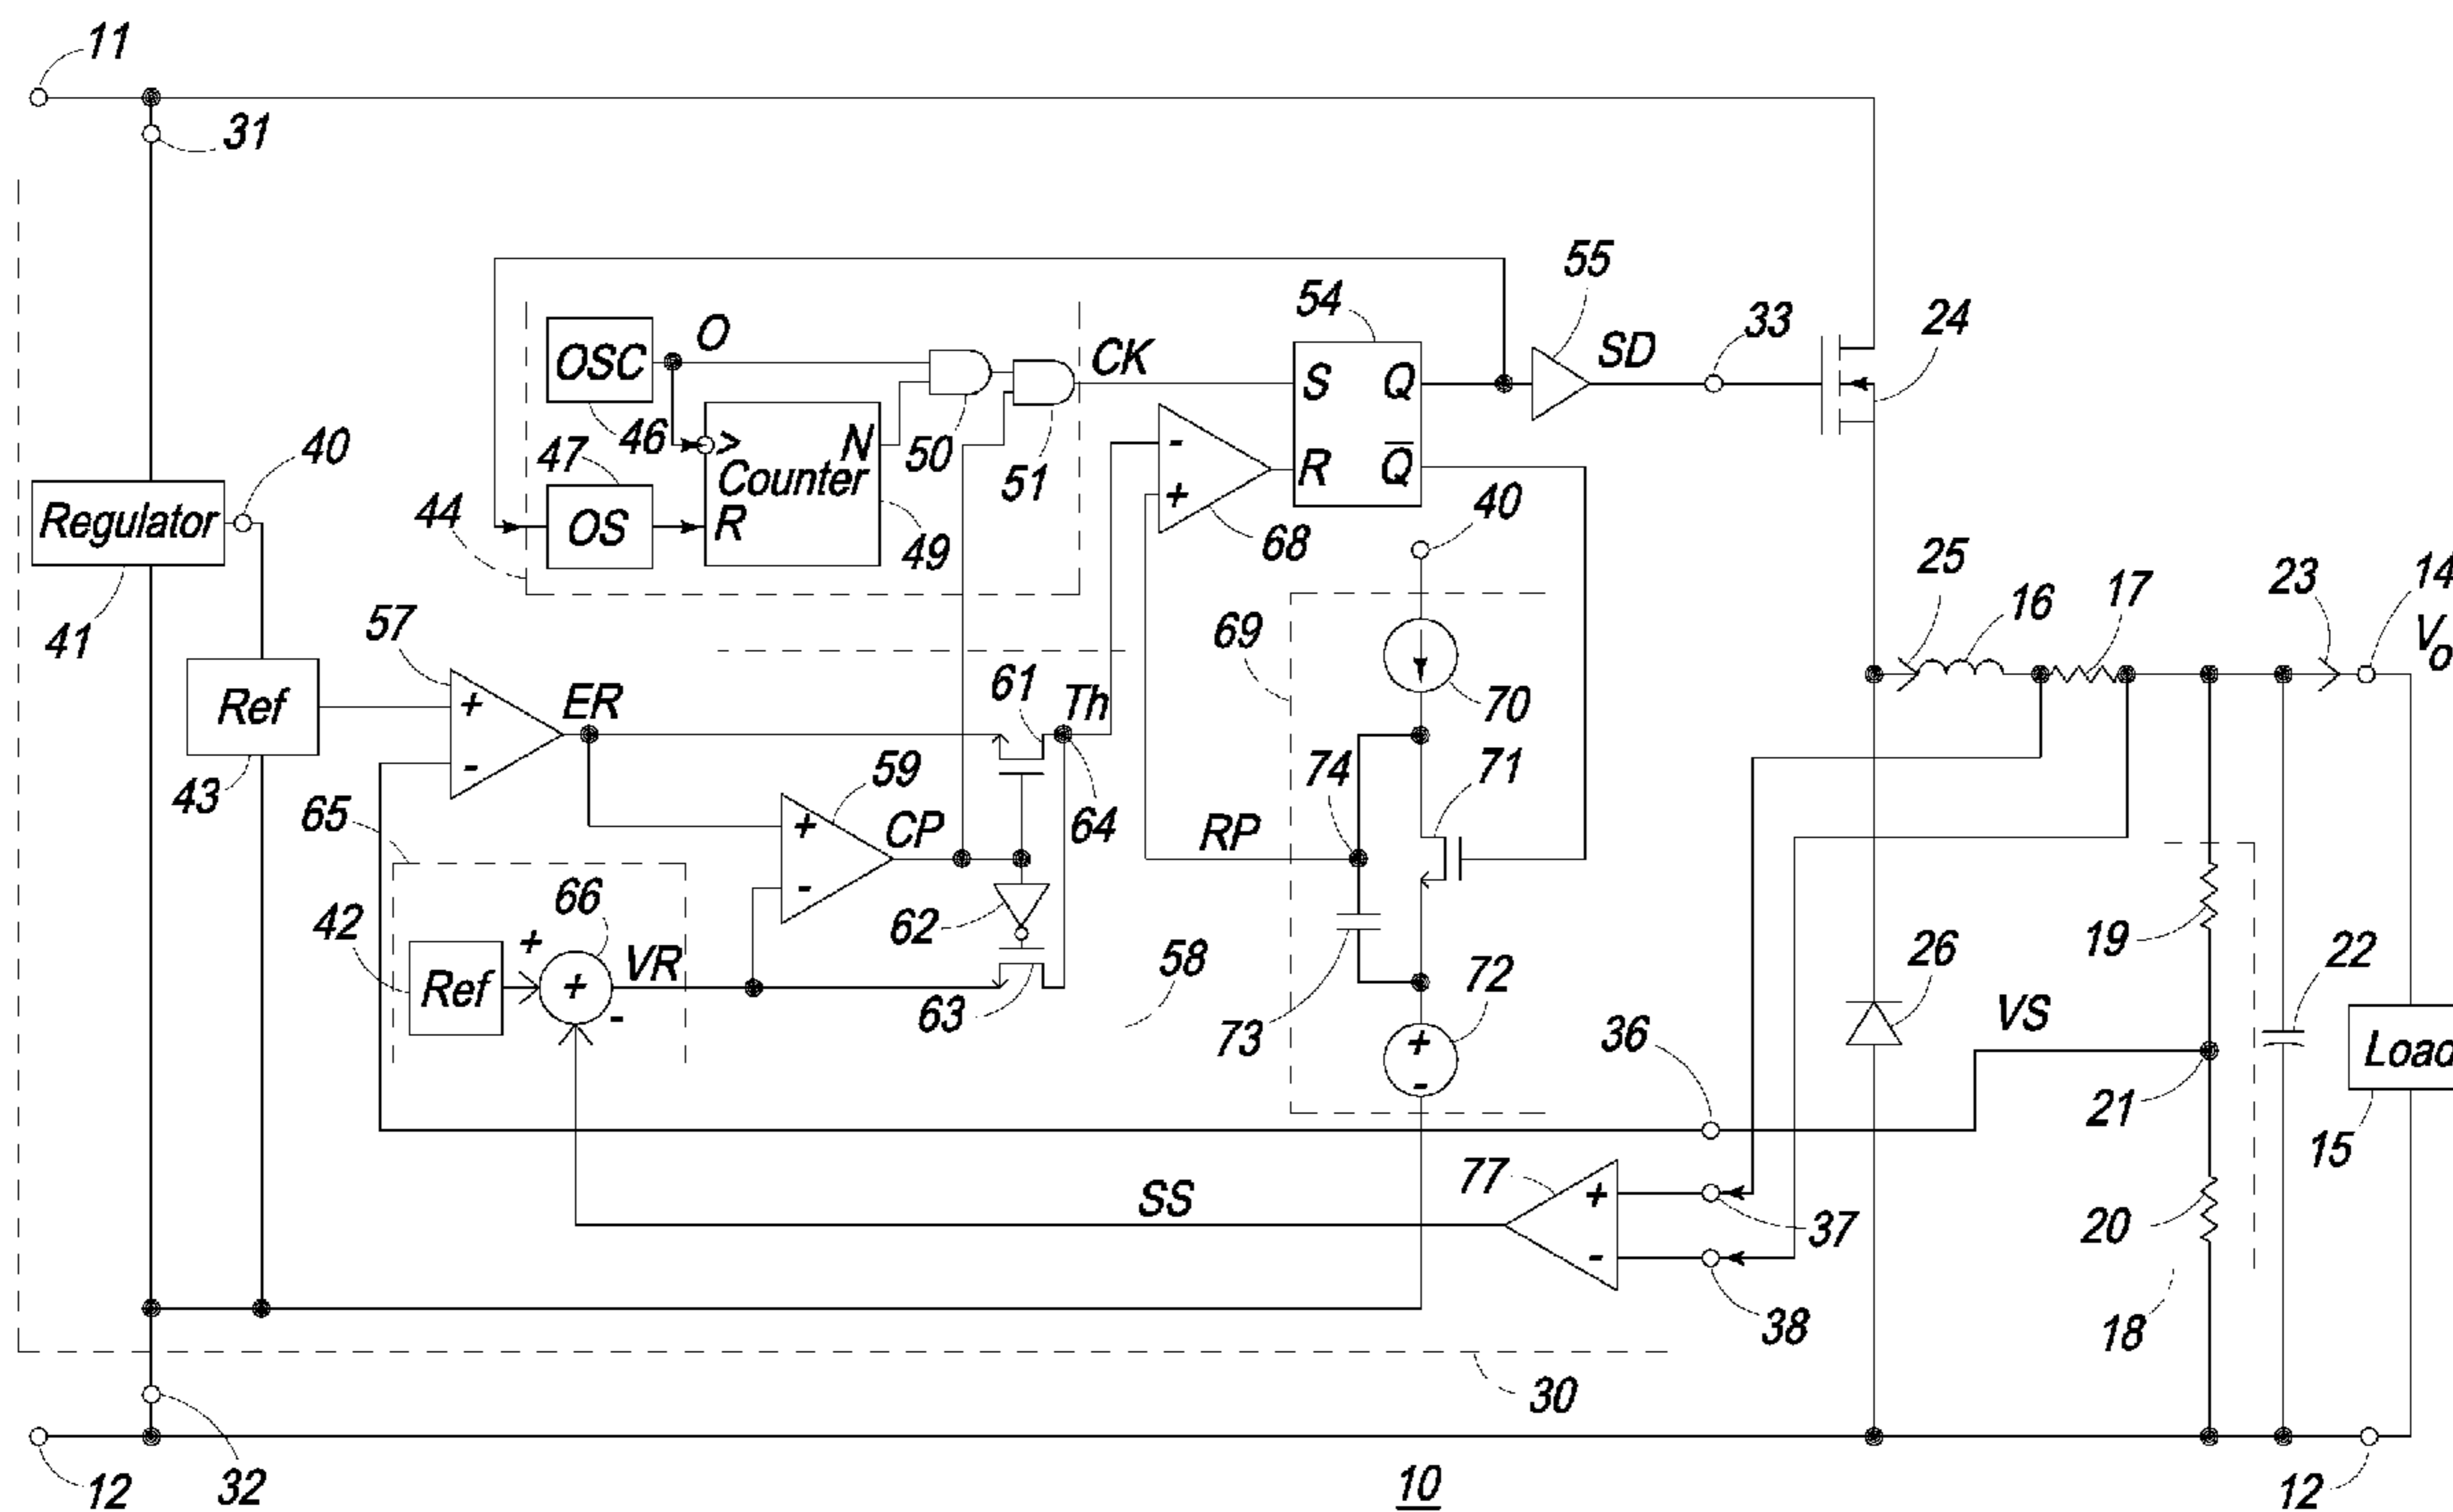 11
31
55
54
33
24
OSC
O
CK
S
Q
SD
46
>
N
50
51
-
R
Q̅
40
47
Counter
+
Regulator
44
OS
R
49
68
40
25
16
17
23
14
Vo
41
57
69
Ref
+
ER
61
Th
70
-
59
74
71
43
65
+
CP
64
RP
19
-
66
42
+
62
26
22
Ref
+
VR
58
72
-
63
73
+
36
VS
Load
-
21
15
77
+
SS
37
20
-
38
18
30
32
12
10
12